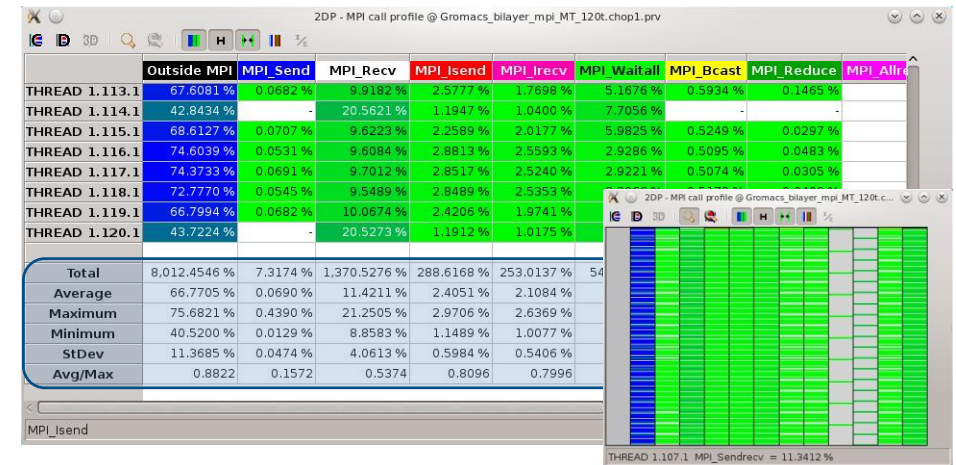 2DP - MPI call profile @ Gromacs_bilayer_mpi_MT_120t.chop1.prv
3D H ½
Outside MPI MPI_Send MPI_Recv MPI_Isend MPI_Irecv MPI_Waitall MPI_Bcast MPI_Reduce MPI_Allre
THREAD 1.113.1 67.6081 % 0.0682 % 9.9182 % 2.5777 % 1.7698 % 5.1676 % 0.5934 % 0.1465 %
THREAD 1.114.1 42.8434 % - 20.5621 % 1.1947 % 1.0400 % 7.7056 % - -
THREAD 1.115.1 68.6127 % 0.0707 % 9.6223 % 2.2589 % 2.0177 % 5.9825 % 0.5249 % 0.0297 %
THREAD 1.116.1 74.6039 % 0.0531 % 9.6084 % 2.8813 % 2.5593 % 2.9286 % 0.5095 % 0.0483 %
THREAD 1.117.1 74.3733 % 0.0691 % 9.7012 % 2.8517 % 2.5240 % 2.9221 % 0.5074 % 0.0305 %
THREAD 1.118.1 72.7770 % 0.0545 % 9.5489 % 2.8489 % 2.5353 %
THREAD 1.119.1 66.7994 % 0.0682 % 10.0674 % 2.4206 % 1.9741 %
THREAD 1.120.1 43.7224 % - 20.5273 % 1.1912 % 1.0175 %
Total 8,012.4546 % 7.3174 % 1,370.5276 % 288.6168 % 253.0137 % 54
Average 66.7705 % 0.0690 % 11.4211 % 2.4051 % 2.1084 %
Maximum 75.6821 % 0.4390 % 21.2505 % 2.9706 % 2.6369 %
Minimum 40.5200 % 0.0129 % 8.8583 % 1.1489 % 1.0077 %
StDev 11.3685 % 0.0474 % 4.0613 % 0.5984 % 0.5406 %
Avg/Max 0.8822 0.1572 0.5374 0.8096 0.7996
MPI_Isend
2DP - MPI call profile @ Gromacs_bilayer_mpi_MT_120t.c...
3D H
THREAD 1.107.1 MPI_Sendrecv = 11.3412 %